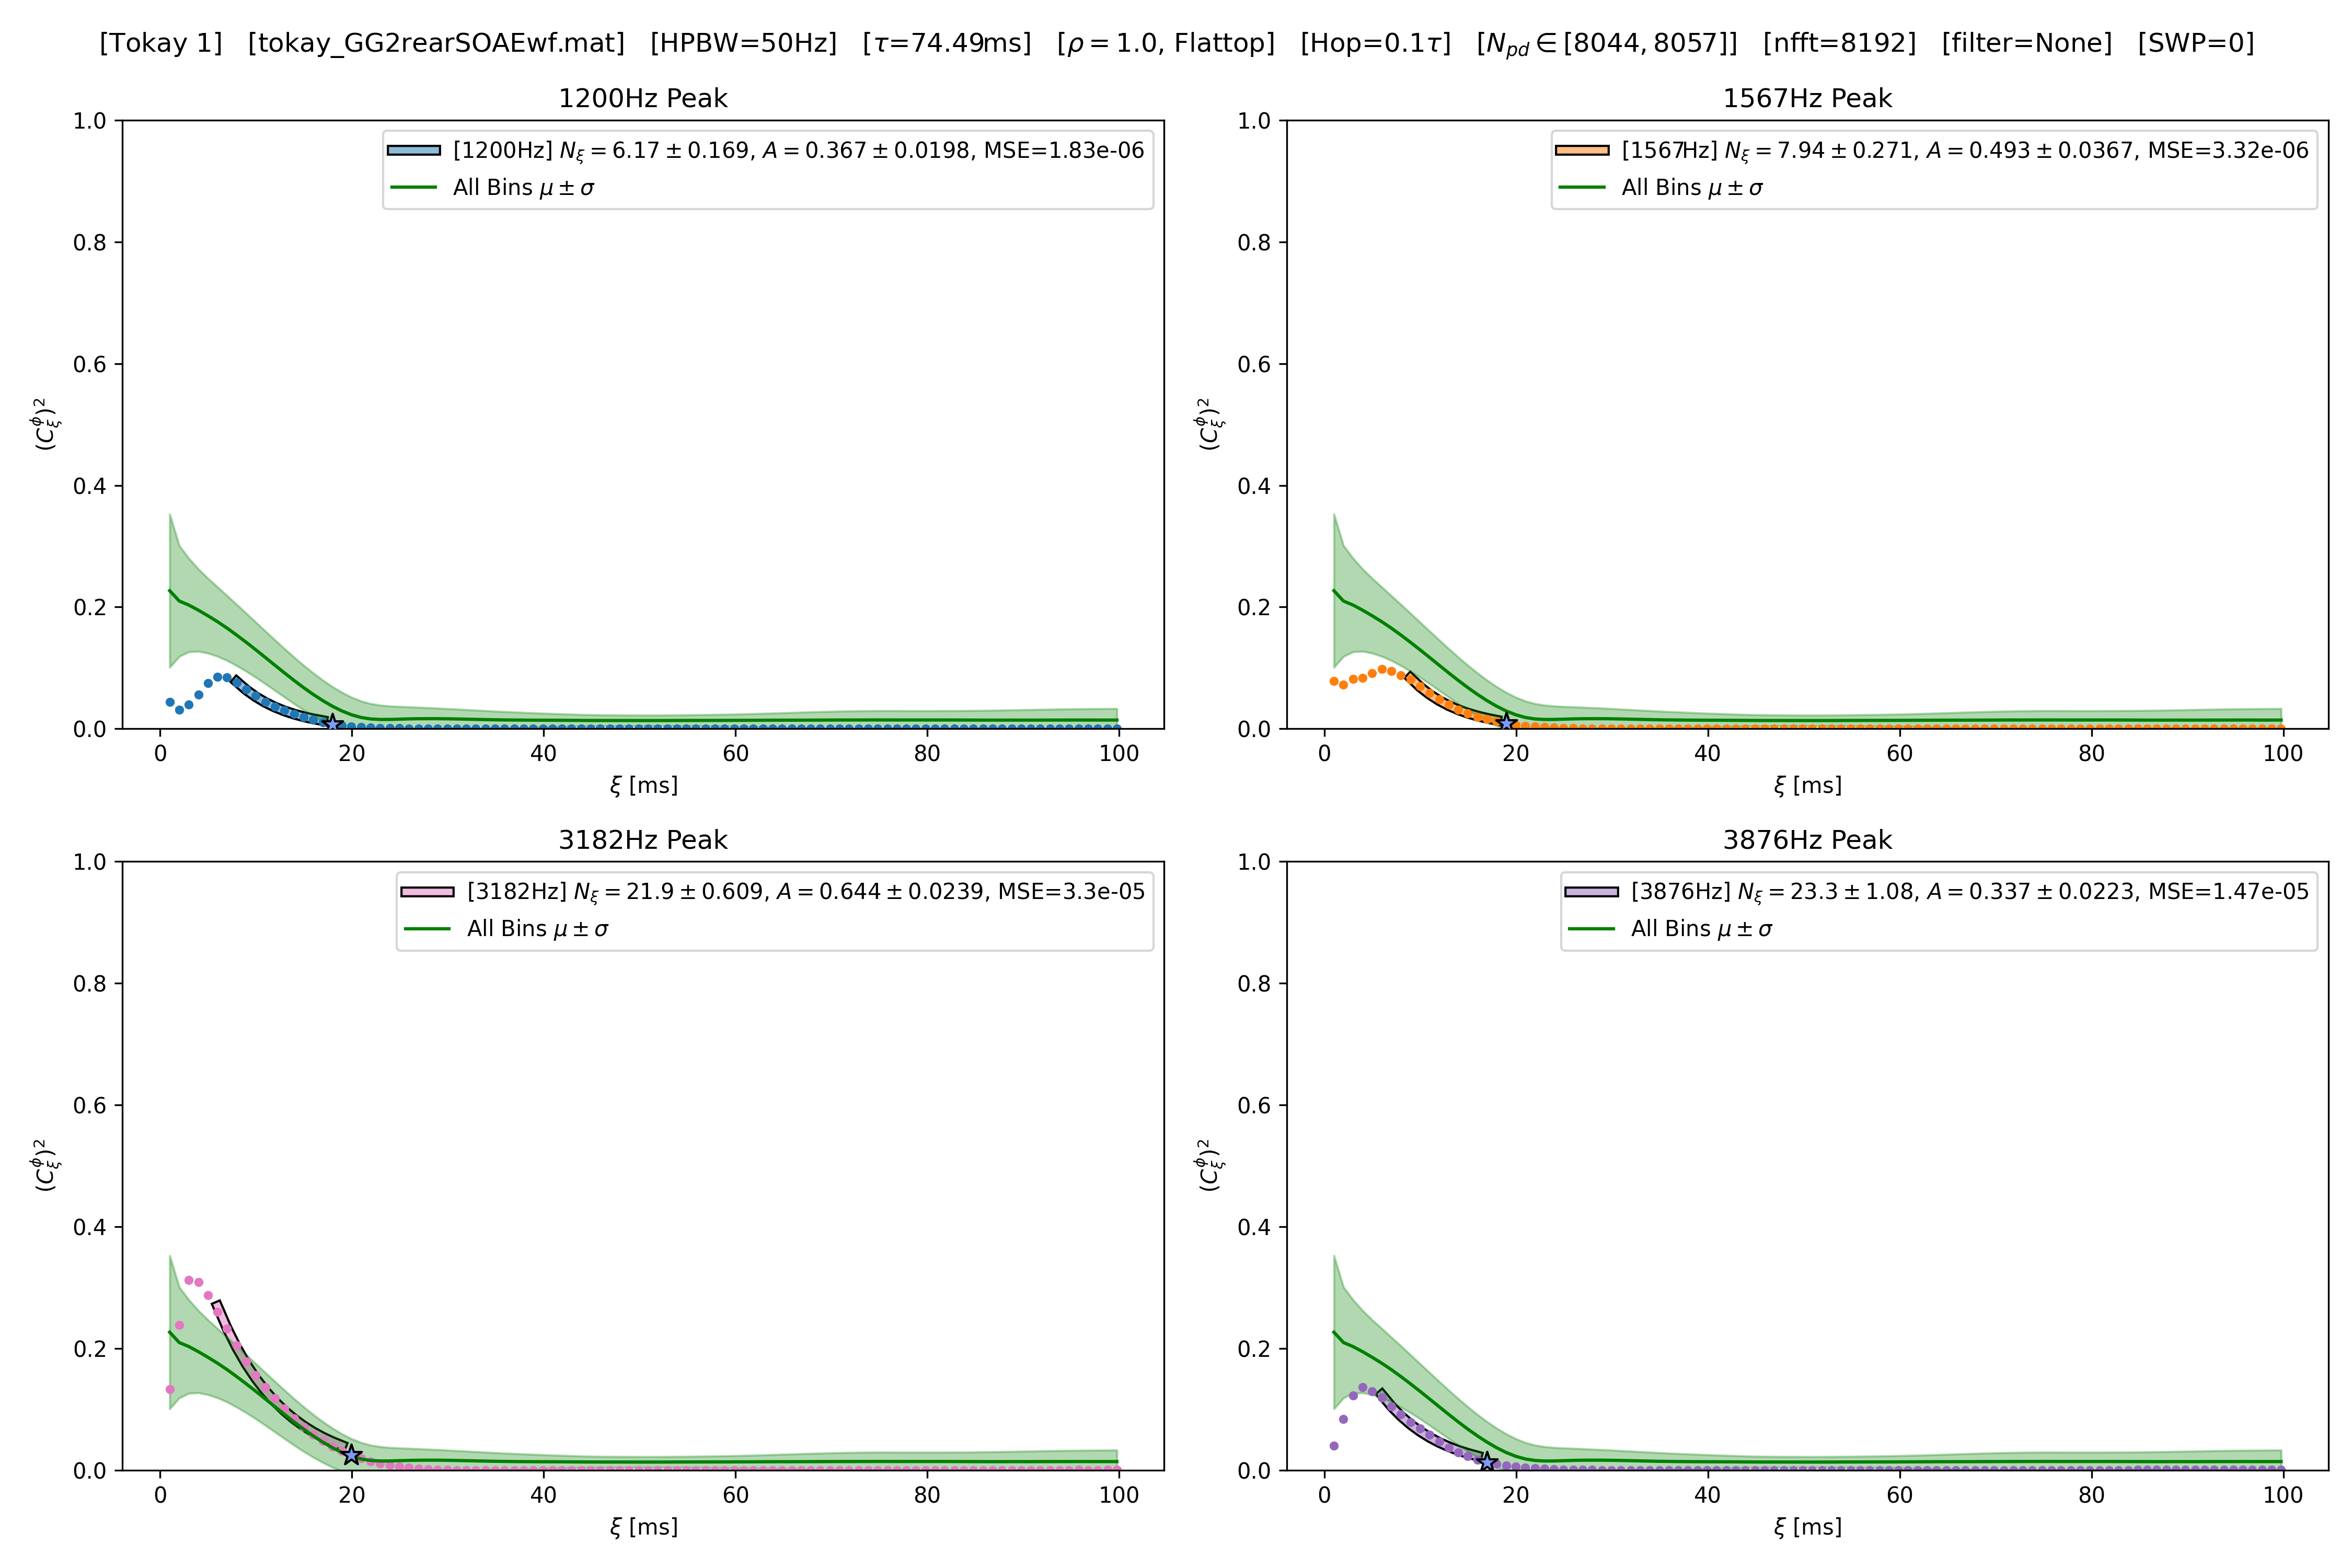 [Tokay 1] [tokay_GG2rearSOAEwf.mat] [HPBW=50Hz] [τ=74.49ms] [ρ = 1.0, Flattop] [Hop=0.1τ] [N_pd ∈ [8044, 8057]] [nfft=8192] [filter=None] [SWP=0]
1200Hz Peak
[1200Hz] N_ξ = 6.17 ± 0.169, A = 0.367 ± 0.0198, MSE=1.83e-06
All Bins μ ± σ
1.0
0.8
0.6
0.4
0.2
0.0
(C_ξ^ϕ)²
0 20 40 60 80 100
ξ [ms]
1567Hz Peak
[1567Hz] N_ξ = 7.94 ± 0.271, A = 0.493 ± 0.0367, MSE=3.32e-06
All Bins μ ± σ
1.0
0.8
0.6
0.4
0.2
0.0
(C_ξ^ϕ)²
0 20 40 60 80 100
ξ [ms]
3182Hz Peak
[3182Hz] N_ξ = 21.9 ± 0.609, A = 0.644 ± 0.0239, MSE=3.3e-05
All Bins μ ± σ
1.0
0.8
0.6
0.4
0.2
0.0
(C_ξ^ϕ)²
0 20 40 60 80 100
ξ [ms]
3876Hz Peak
[3876Hz] N_ξ = 23.3 ± 1.08, A = 0.337 ± 0.0223, MSE=1.47e-05
All Bins μ ± σ
1.0
0.8
0.6
0.4
0.2
0.0
(C_ξ^ϕ)²
0 20 40 60 80 100
ξ [ms]